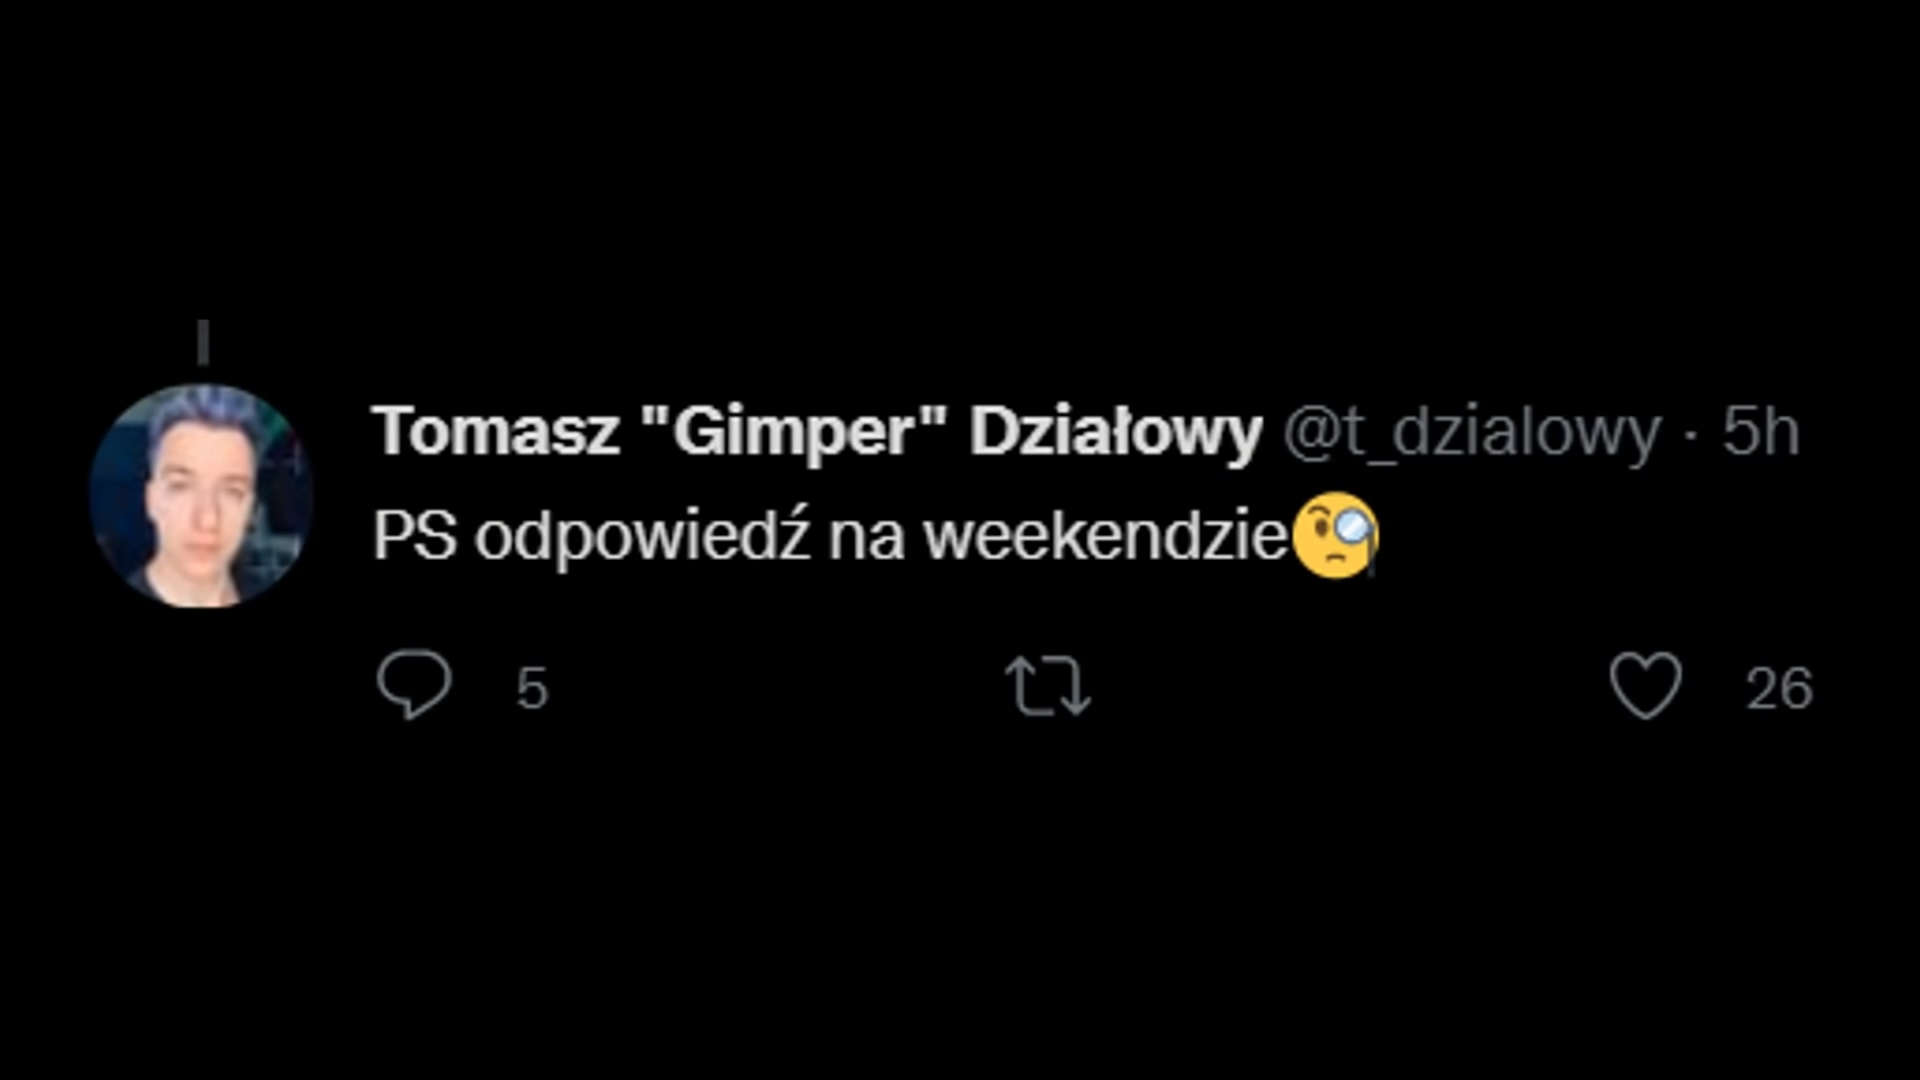 Tomasz "Gimper" Działowy @t_dzialowy · 5h
PS odpowiedź na weekendzie🧐
5 26